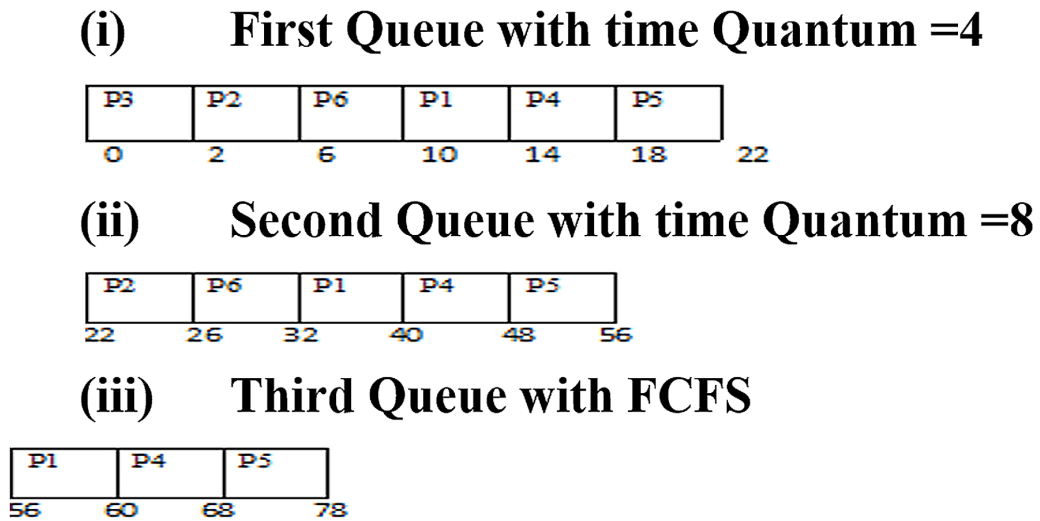 (i) First Queue with time Quantum =4
P3 P2 P6 P1 P4 P5
0 2 6 10 14 18 22
(ii) Second Queue with time Quantum =8
P2 P6 P1 P4 P5
22 26 32 40 48 56
(iii) Third Queue with FCFS
P1 P4 P5
56 60 68 78